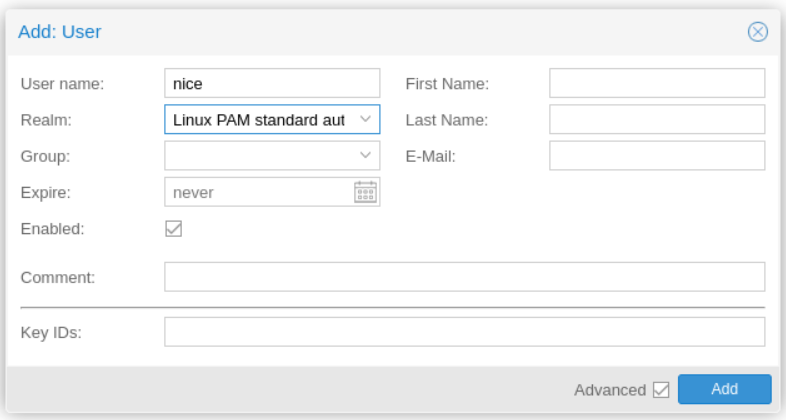 Add: User
User name: nice First Name:
Realm: Linux PAM standard aut Last Name:
Group: E-Mail:
Expire: never
Enabled:
Comment:
Key IDs:
Advanced Add